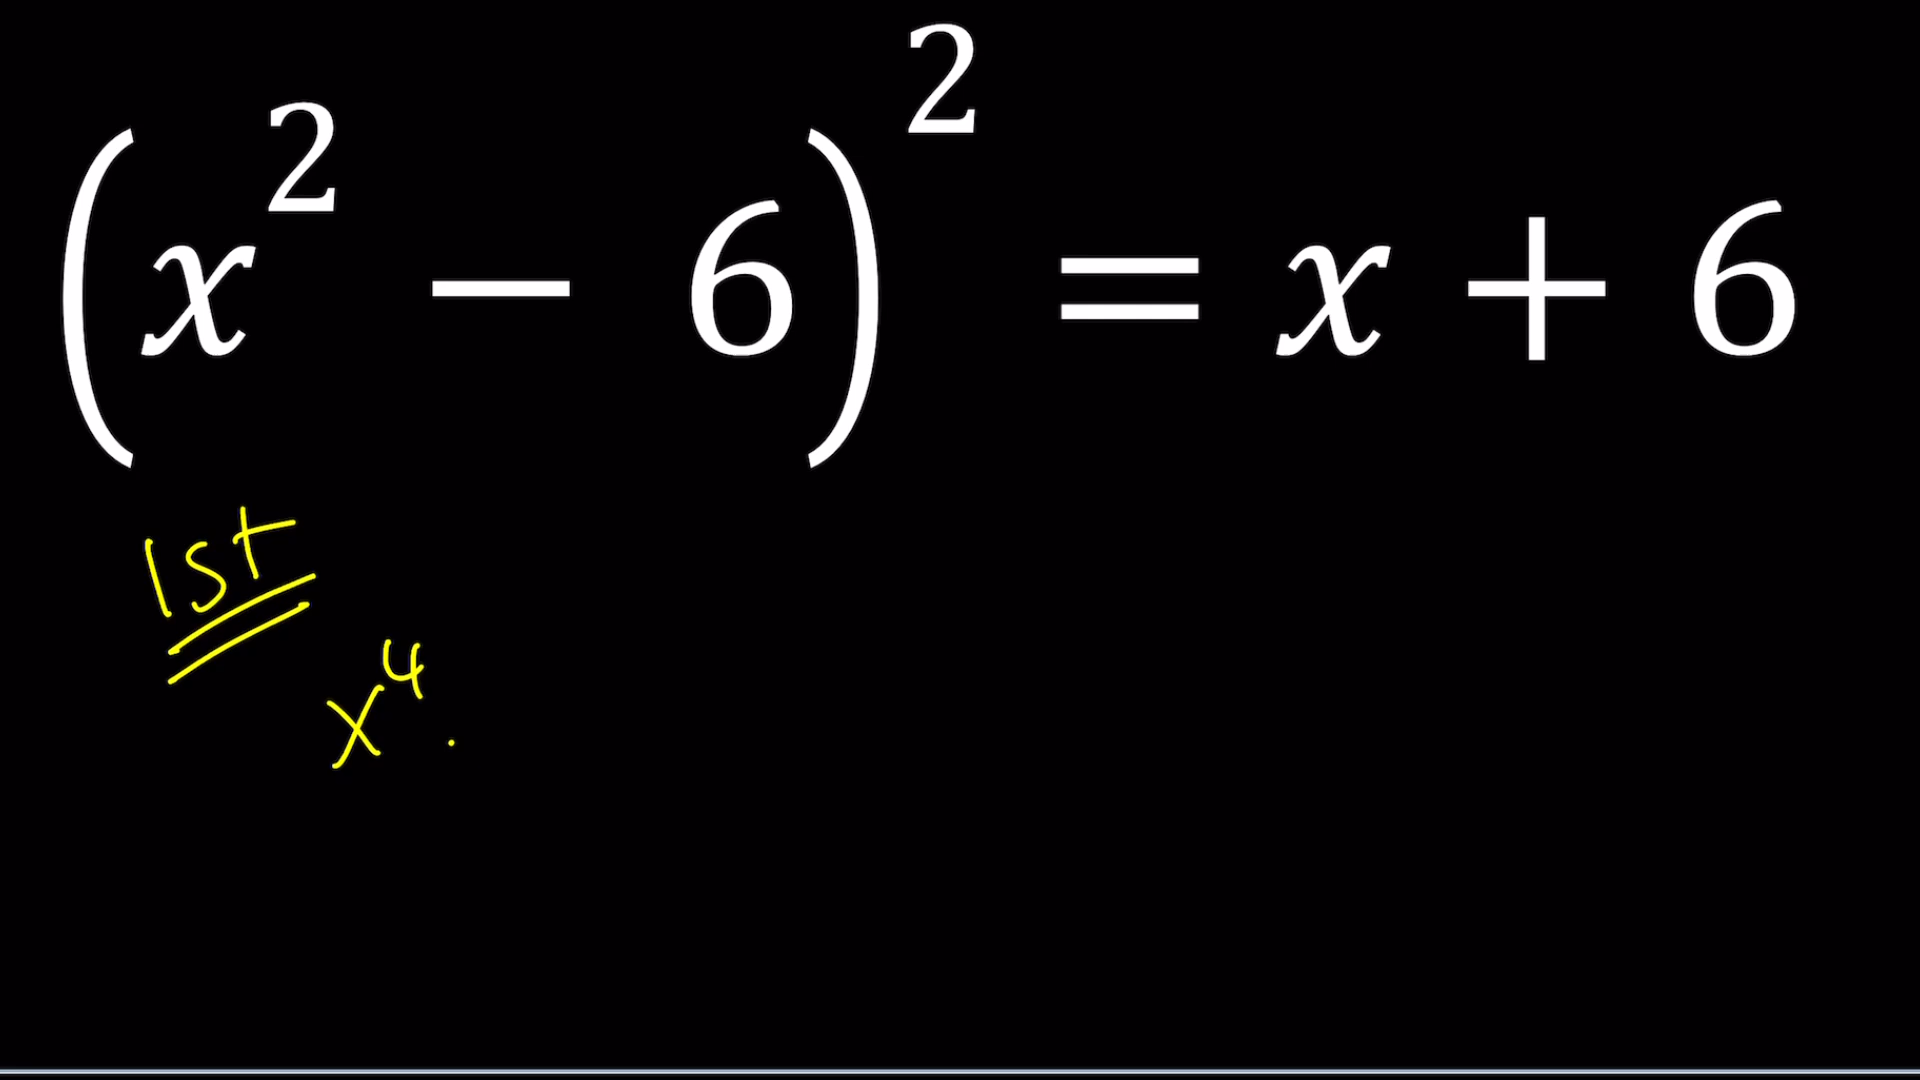 (x² − 6)² = x + 6
1st
x⁴ .